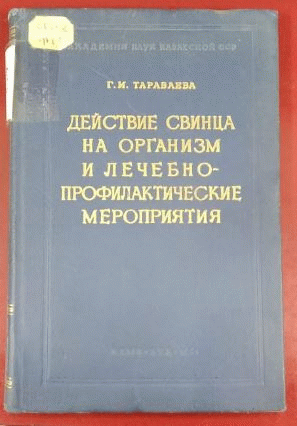 АКАДЕМИЯ НАУК КАЗАХСКОЙ ССР
Г. И. ТАРАБАЕВА
ДЕЙСТВИЕ СВИНЦА
НА ОРГАНИЗМ
И ЛЕЧЕБНО-
ПРОФИЛАКТИЧЕСКИЕ
МЕРОПРИЯТИЯ